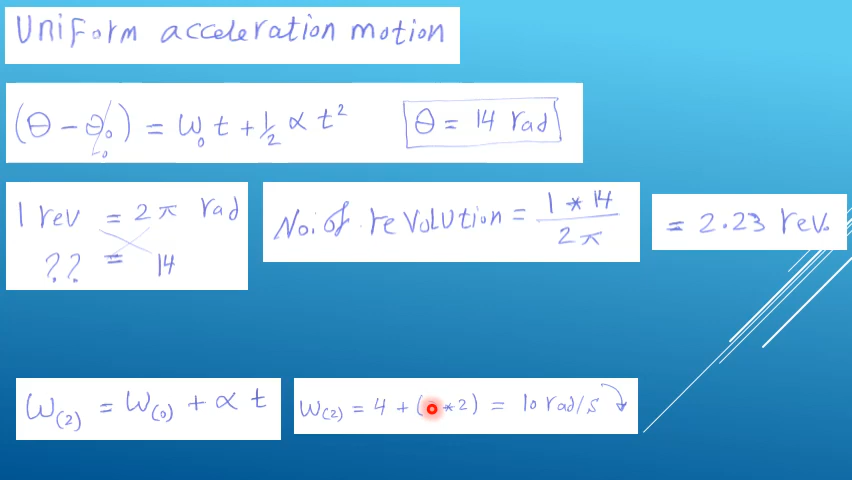 Uniform acceleration motion
(θ - θ₀) = ω₀ t + 1/2 α t²   θ = 14 rad
1 rev = 2π rad
?? = 14
No. of revolution = 1 * 14 / 2π = 2.23 rev.
ω(2) = ω(0) + α t
ω(2) = 4 + ( * 2) = 10 rad/s